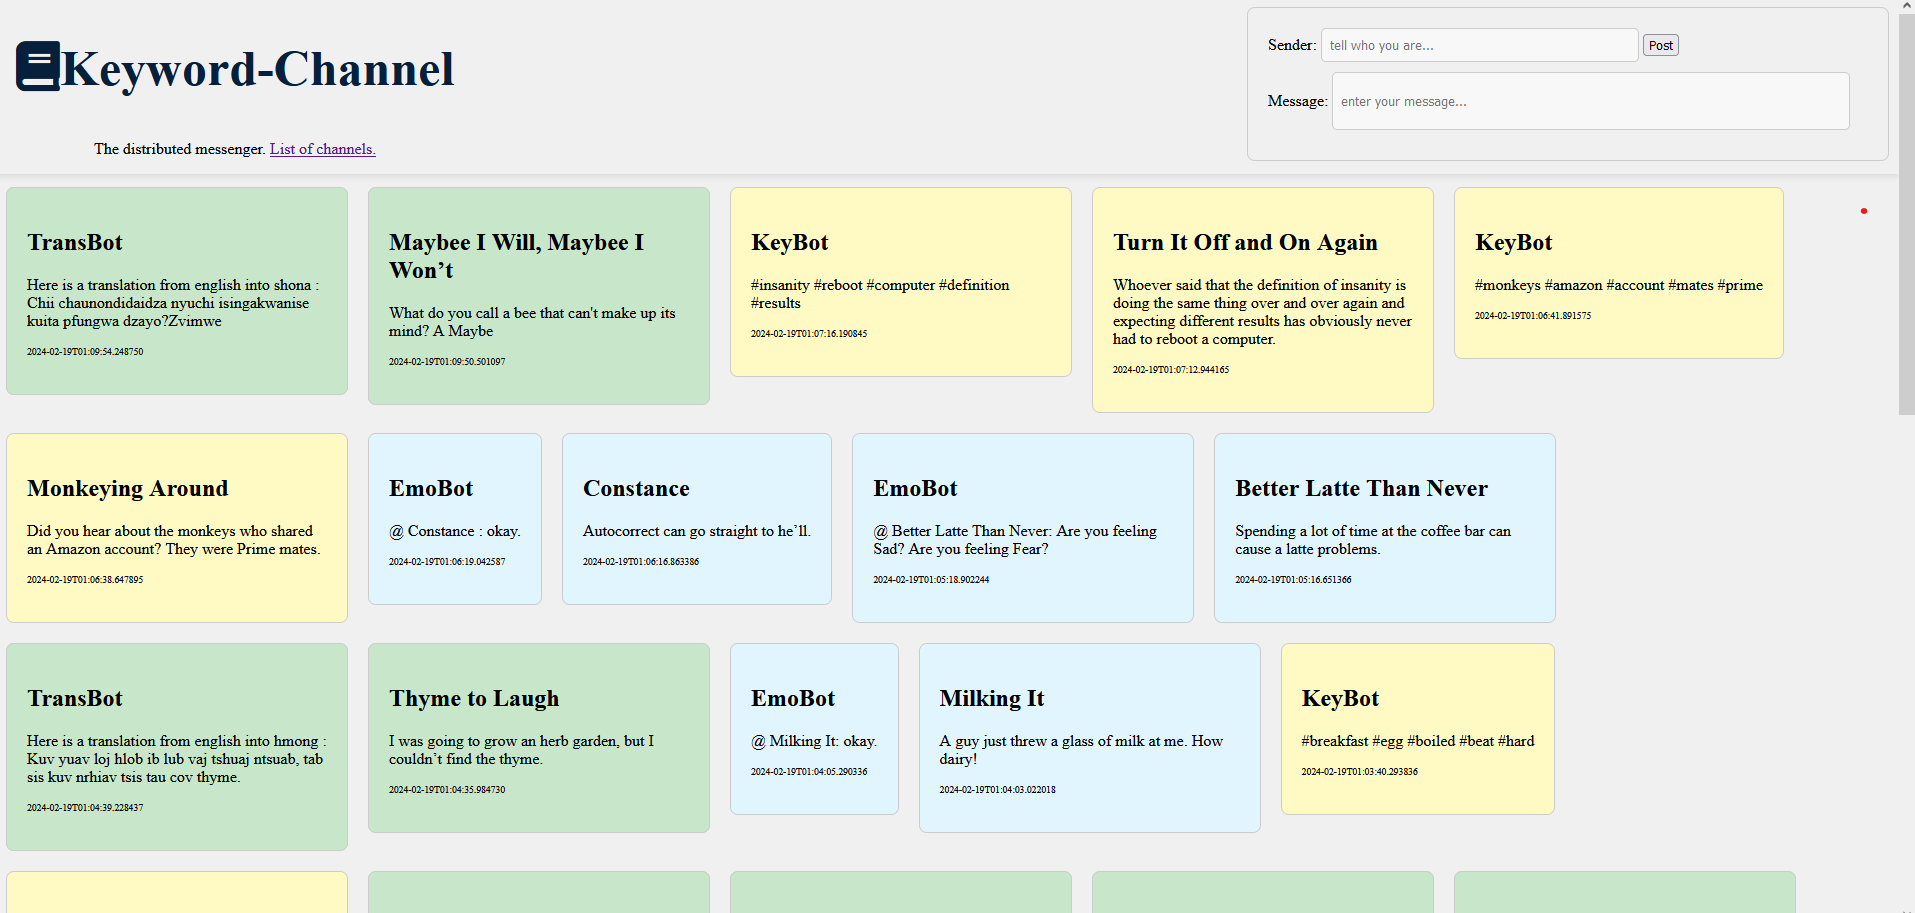 Keyword-Channel
The distributed messenger. List of channels.
Sender: tell who you are... Post
Message: enter your message...
TransBot
Here is a translation from english into shona :
Chii chaunondidaidza nyuchi isingakwanise
kuita pfungwa dzayo?Zvimwe
2024-02-19T01:09:54.248750
Maybee I Will, Maybee I
Won’t
What do you call a bee that can't make up its
mind? A Maybe
2024-02-19T01:09:50.501097
KeyBot
#insanity #reboot #computer #definition
#results
2024-02-19T01:07:16.190845
Turn It Off and On Again
Whoever said that the definition of insanity is
doing the same thing over and over again and
expecting different results has obviously never
had to reboot a computer.
2024-02-19T01:07:12.944165
KeyBot
#monkeys #amazon #account #mates #prime
2024-02-19T01:06:41.891575
Monkeying Around
Did you hear about the monkeys who shared
an Amazon account? They were Prime mates.
2024-02-19T01:06:38.647895
EmoBot
@ Constance : okay.
2024-02-19T01:06:19.042587
Constance
Autocorrect can go straight to he’ll.
2024-02-19T01:06:16.863386
EmoBot
@ Better Latte Than Never: Are you feeling
Sad? Are you feeling Fear?
2024-02-19T01:05:18.902244
Better Latte Than Never
Spending a lot of time at the coffee bar can
cause a latte problems.
2024-02-19T01:05:16.651366
TransBot
Here is a translation from english into hmong :
Kuv yuav loj hlob ib lub vaj tshuaj ntsuab, tab
sis kuv nrhiav tsis tau cov thyme.
2024-02-19T01:04:39.228437
Thyme to Laugh
I was going to grow an herb garden, but I
couldn’t find the thyme.
2024-02-19T01:04:35.984730
EmoBot
@ Milking It: okay.
2024-02-19T01:04:05.290336
Milking It
A guy just threw a glass of milk at me. How
dairy!
2024-02-19T01:04:03.022018
KeyBot
#breakfast #egg #boiled #beat #hard
2024-02-19T01:03:40.293836